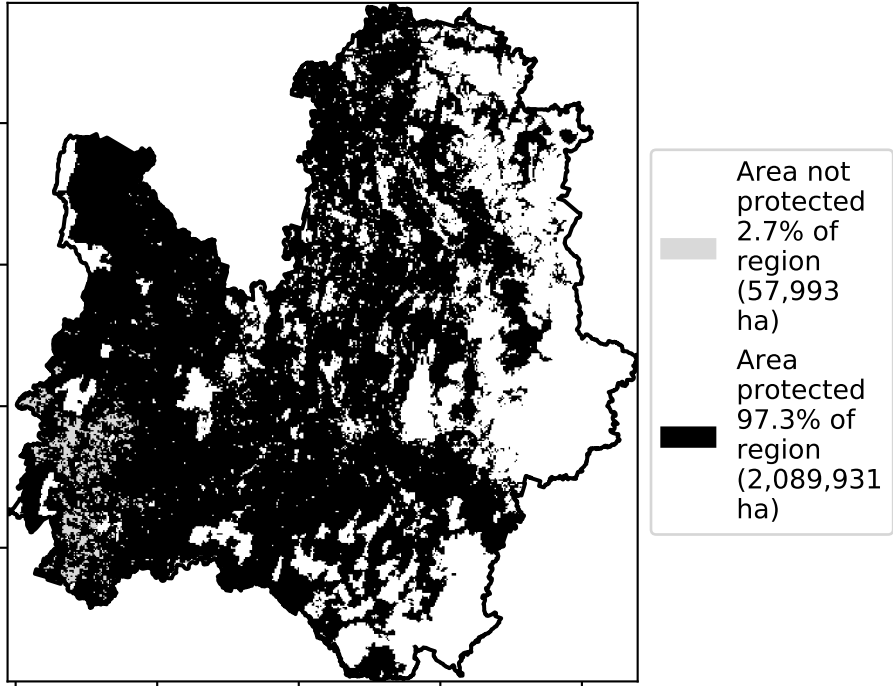 Area not
protected
2.7% of
region
(57,993
ha)
Area
protected
97.3% of
region
(2,089,931
ha)